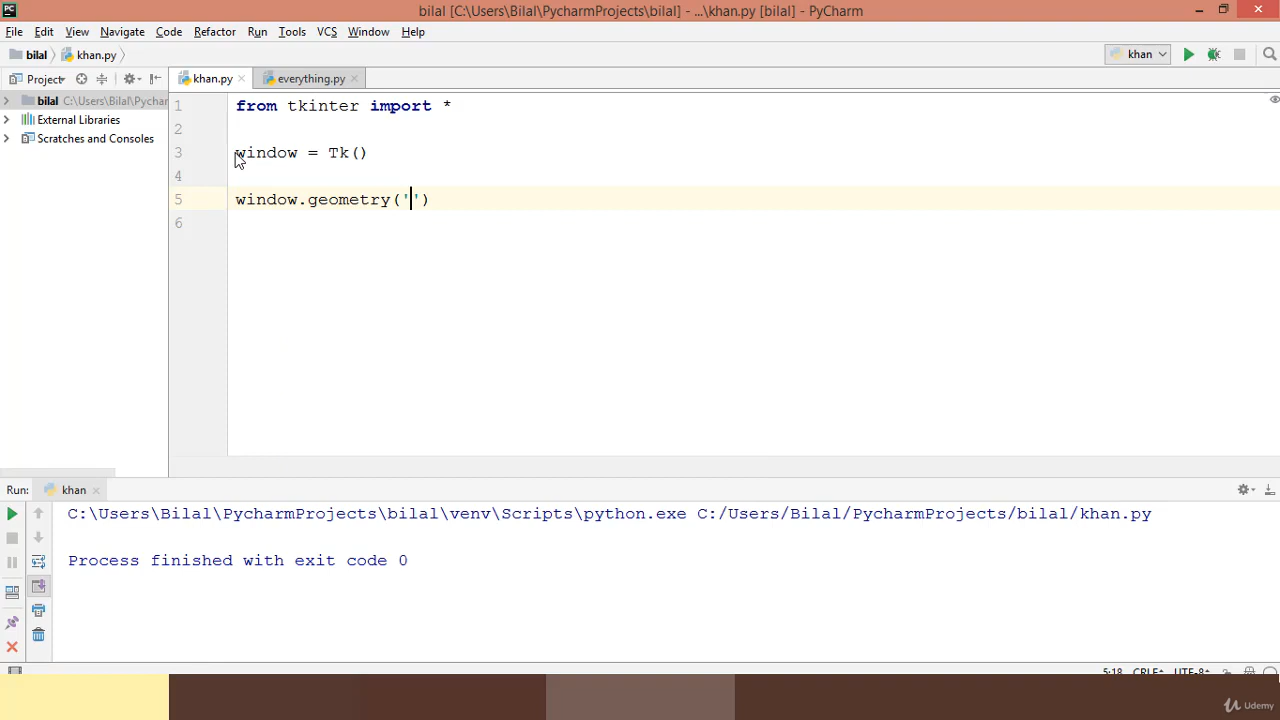 bilal [C:\Users\Bilal\PycharmProjects\bilal] - ...\khan.py [bilal] - PyCharm
File Edit View Navigate Code Refactor Run Tools VCS Window Help
bilal khan.py khan
Project khan.py everything.py
bilal C:\Users\Bilal\Pychar
External Libraries
Scratches and Consoles
1 from tkinter import *
2
3 window = Tk()
4
5 window.geometry('')
6
Run: khan
C:\Users\Bilal\PycharmProjects\bilal\venv\Scripts\python.exe C:/Users/Bilal/PycharmProjects/bilal/khan.py
Process finished with exit code 0
5:18 CRLF UTF-8
Udemy